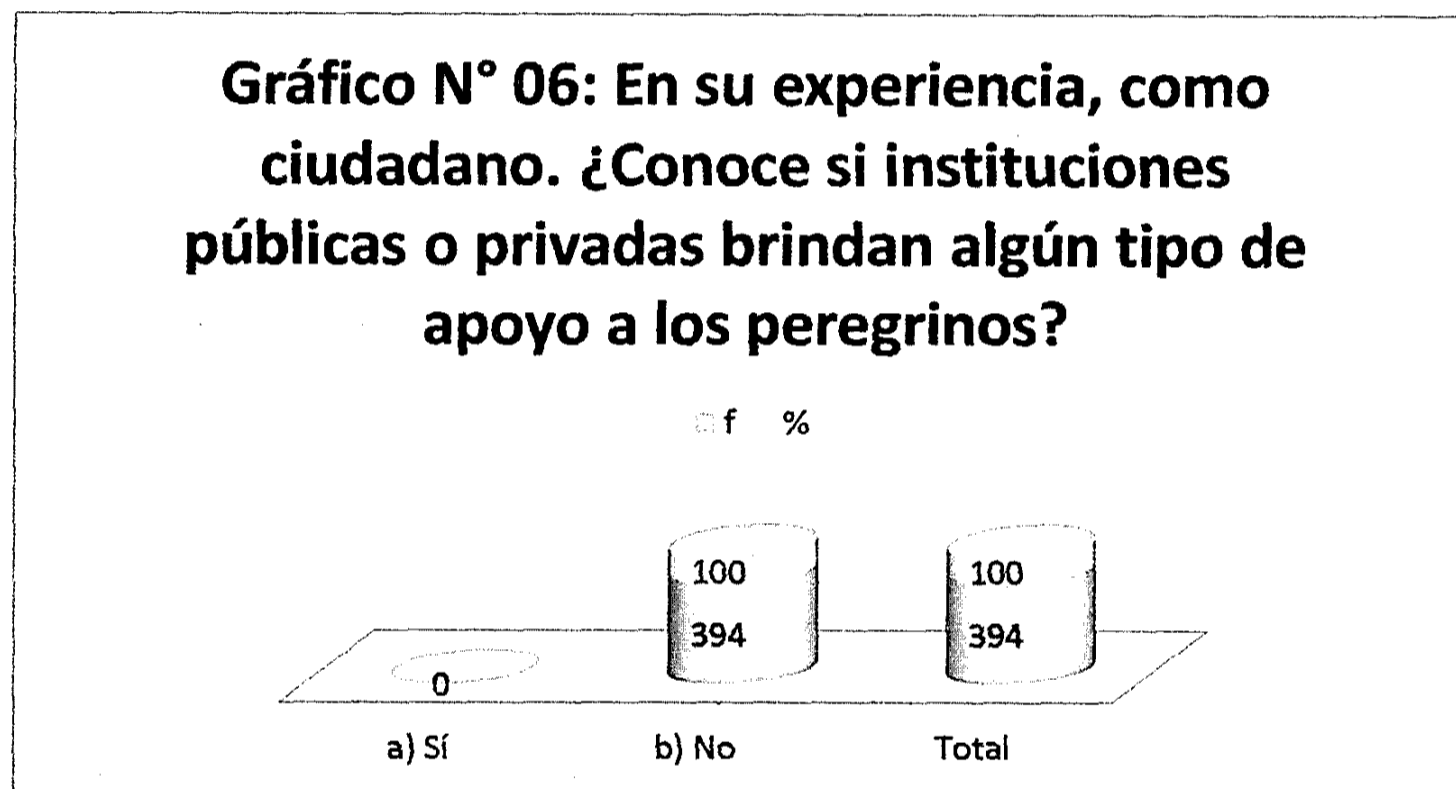 Gráfico N° 06: En su experiencia, como
ciudadano. ¿Conoce si instituciones
públicas o privadas brindan algún tipo de
apoyo a los peregrinos?
f %
100 100
394 394
0
a) Sí b) No Total